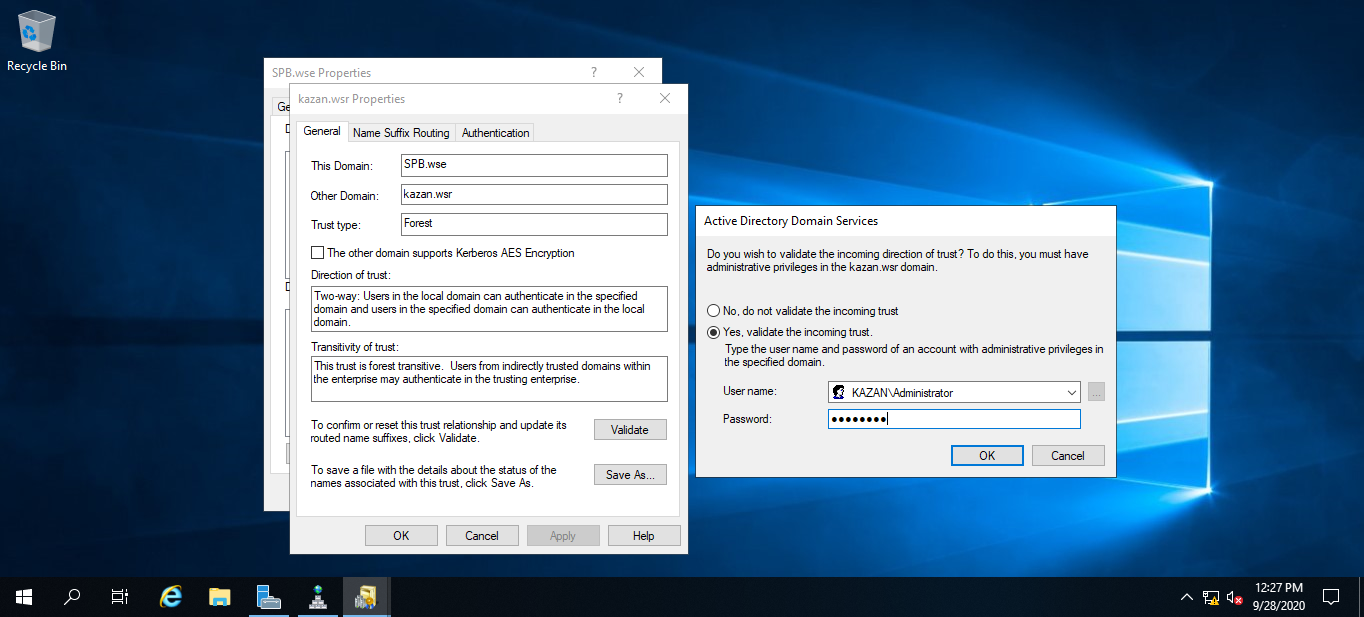 Recycle Bin
SPB.wse Properties
?
Ge
kazan.wsr Properties
?
General
Name Suffix Routing
Authentication
This Domain:
SPB.wse
Other Domain:
kazan.wsr
Trust type:
Forest
The other domain supports Kerberos AES Encryption
Direction of trust:
Two-way: Users in the local domain can authenticate in the specified
domain and users in the specified domain can authenticate in the local
domain.
Transitivity of trust:
This trust is forest transitive.  Users from indirectly trusted domains within
the enterprise may authenticate in the trusting enterprise.
To confirm or reset this trust relationship and update its
routed name suffixes, click Validate.
Validate
To save a file with the details about the status of the
names associated with this trust, click Save As.
Save As...
OK
Cancel
Apply
Help
Active Directory Domain Services
Do you wish to validate the incoming direction of trust? To do this, you must have
administrative privileges in the kazan.wsr domain.
No, do not validate the incoming trust
Yes, validate the incoming trust.
Type the user name and password of an account with administrative privileges in
the specified domain.
User name:
KAZAN\Administrator
...
Password:
●●●●●●●●
OK
Cancel
12:27 PM
9/28/2020